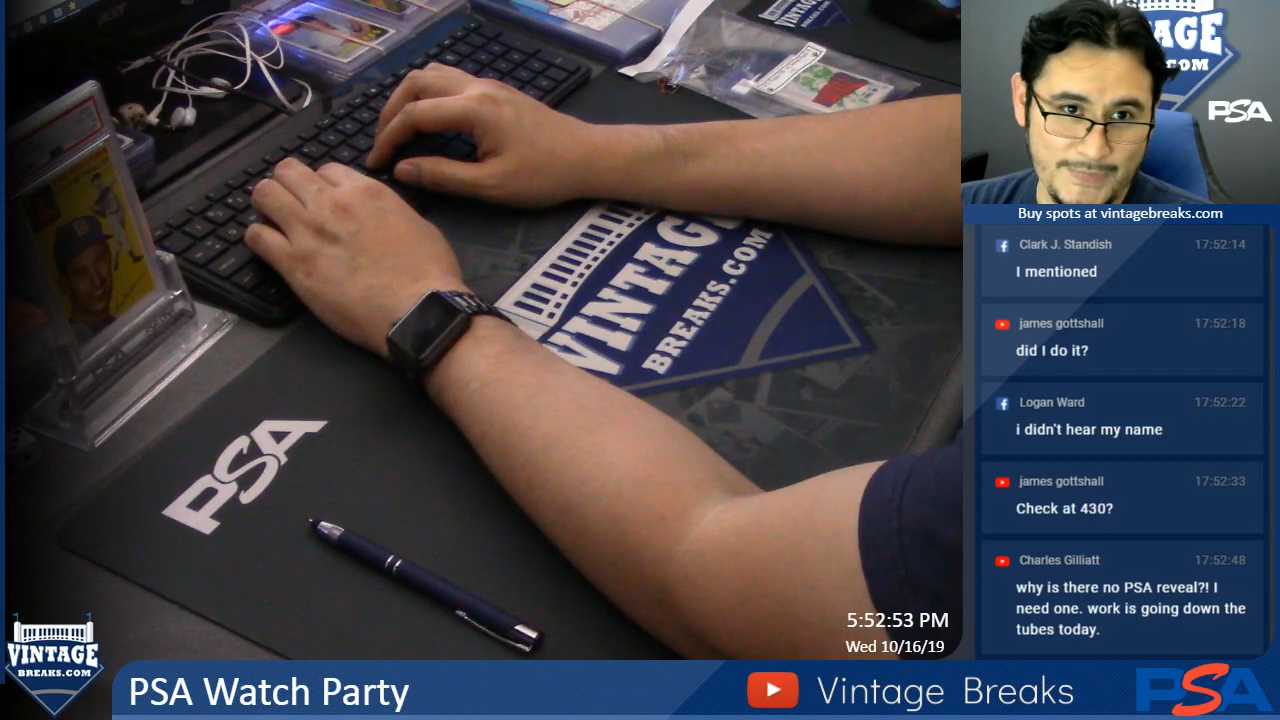 VINTAGE
VINTAGE
BREAKS.COM
PSA
AGE
.COM
PSA
Buy spots at vintagebreaks.com
Clark J. Standish 17:52:14
I mentioned
james gottshall 17:52:18
did I do it?
Logan Ward 17:52:22
i didn't hear my name
james gottshall 17:52:33
Check at 430?
Charles Gilliatt 17:52:48
why is there no PSA reveal?! I
need one. work is going down the
tubes today.
5:52:53 PM
Wed 10/16/19
VINTAGE
BREAKS.COM
PSA Watch Party
Vintage Breaks
PSA